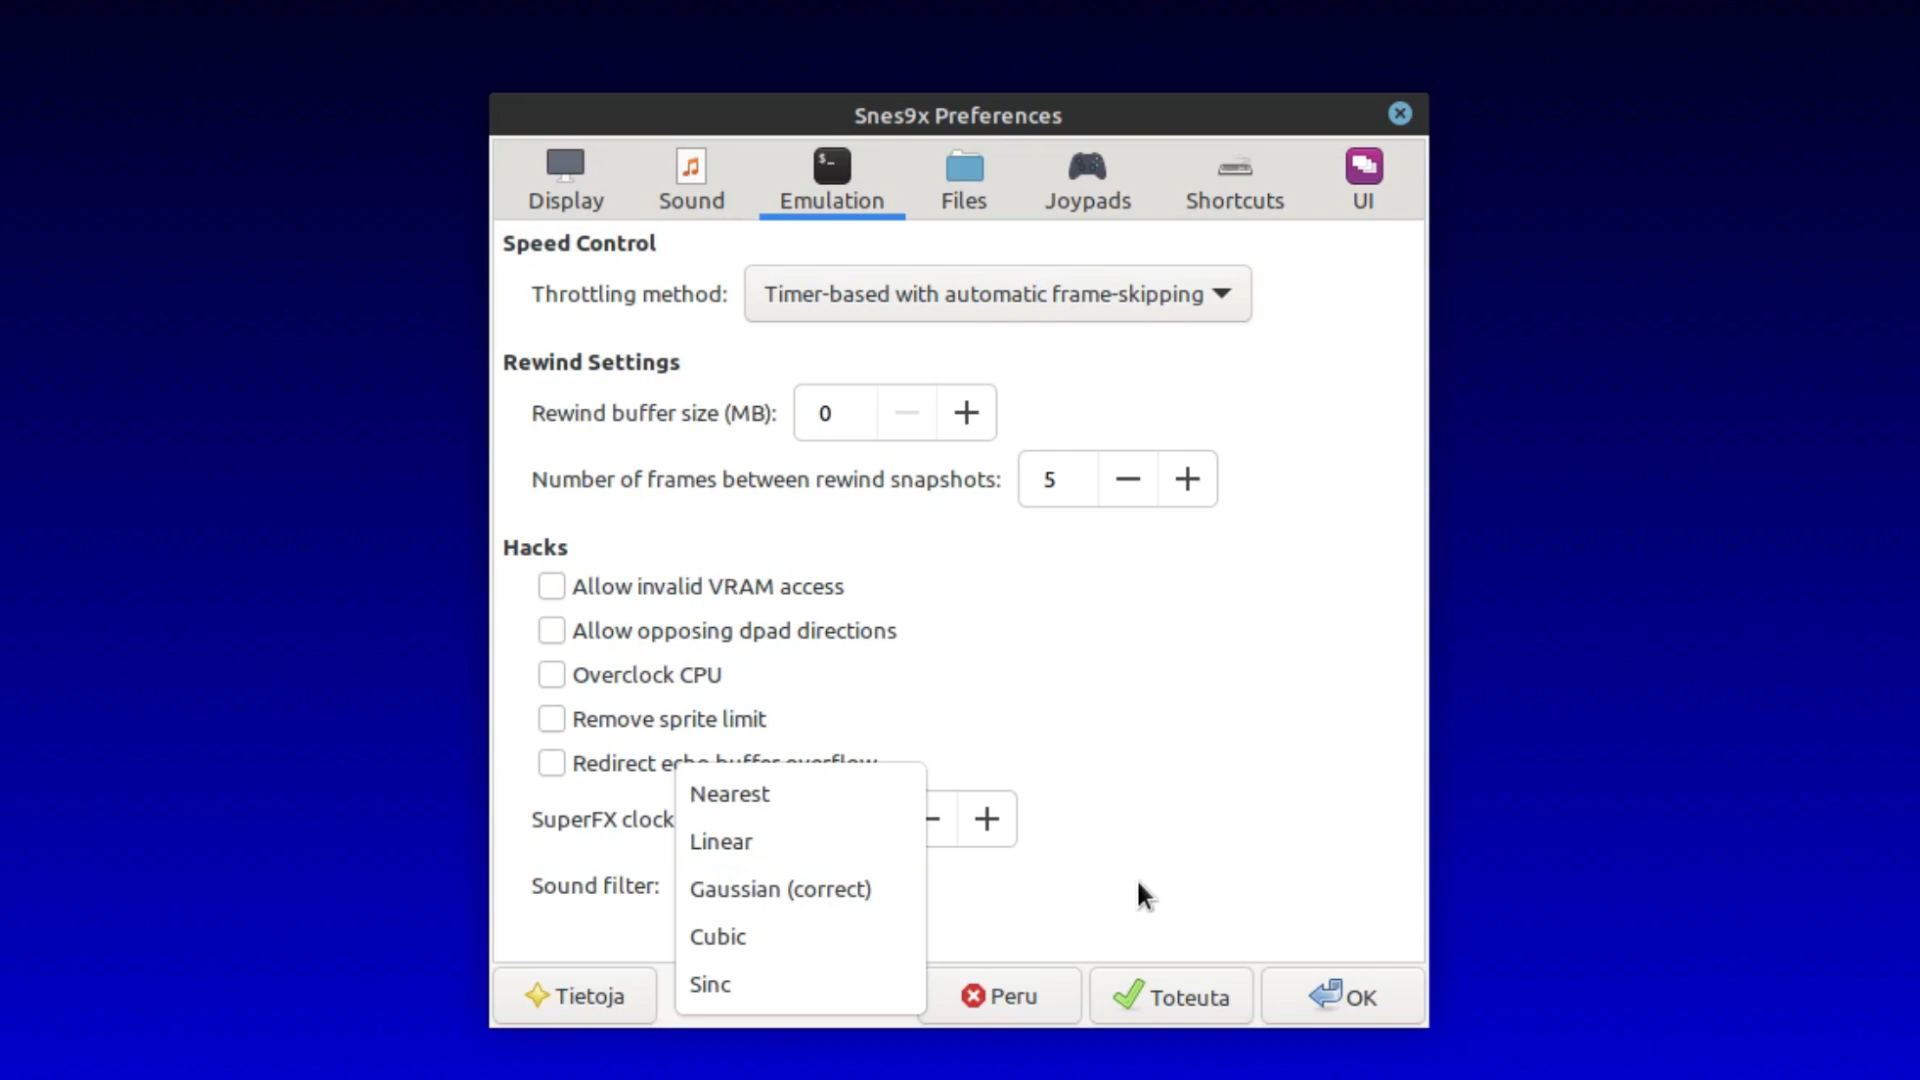 Snes9x Preferences
Display Sound Emulation Files Joypads Shortcuts UI
Speed Control
Throttling method: Timer-based with automatic frame-skipping
Rewind Settings
Rewind buffer size (MB): 0
Number of frames between rewind snapshots: 5
Hacks
Allow invalid VRAM access
Allow opposing dpad directions
Overclock CPU
Remove sprite limit
Redirect echo buffer overflow
SuperFX clock
Sound filter:
Nearest
Linear
Gaussian (correct)
Cubic
Sinc
Tietoja Peru Toteuta OK